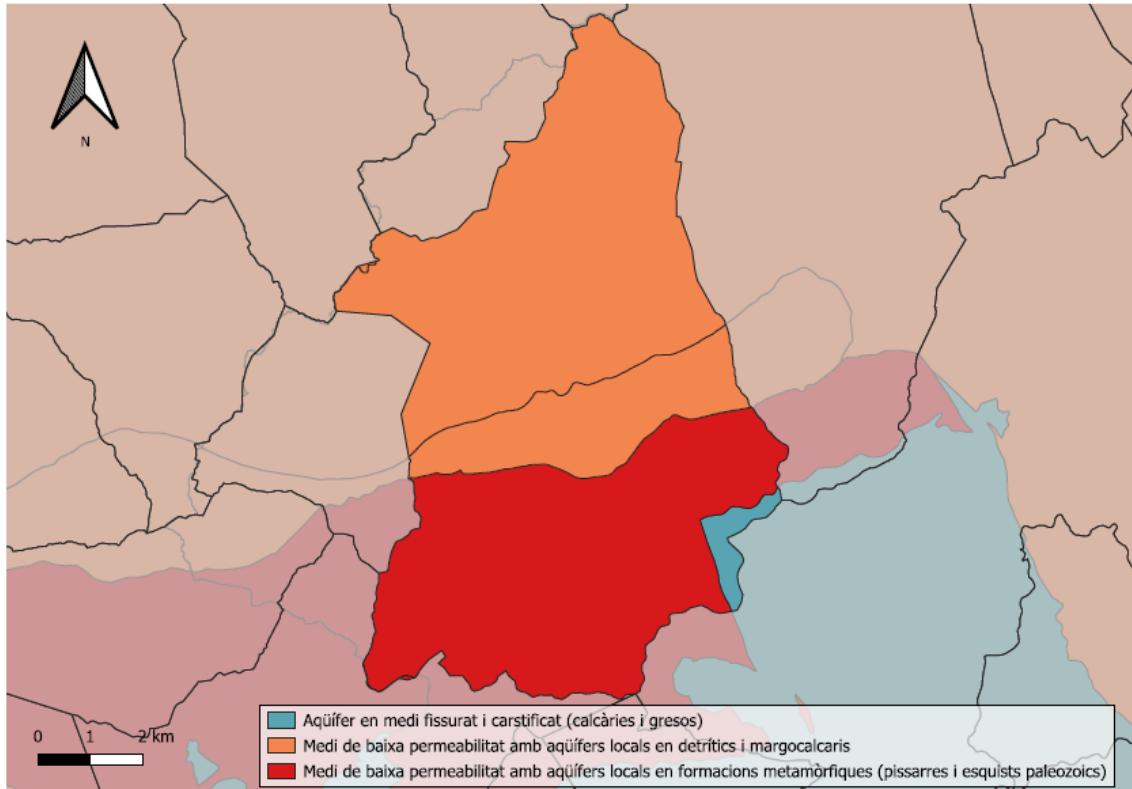 N
Aqüífer en medi fissurat i carstificat (calcàries i gresos)
Medi de baixa permeabilitat amb aqüífers locals en detrítics i margocalcaris
Medi de baixa permeabilitat amb aqüífers locals en formacions metamòrfiques (pissarres i esquists paleozoics)
0 1 2 km